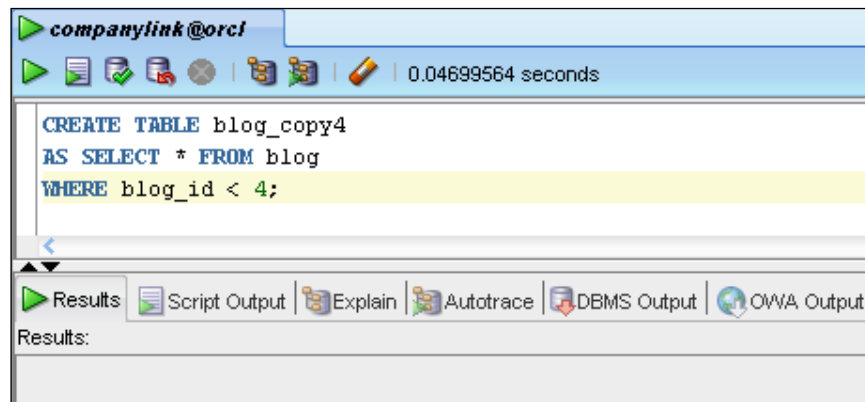 companylink@orcl
0.04699564 seconds
CREATE TABLE blog_copy4
AS SELECT * FROM blog
WHERE blog_id < 4;
Results Script Output Explain Autotrace DBMS Output OWA Output
Results: